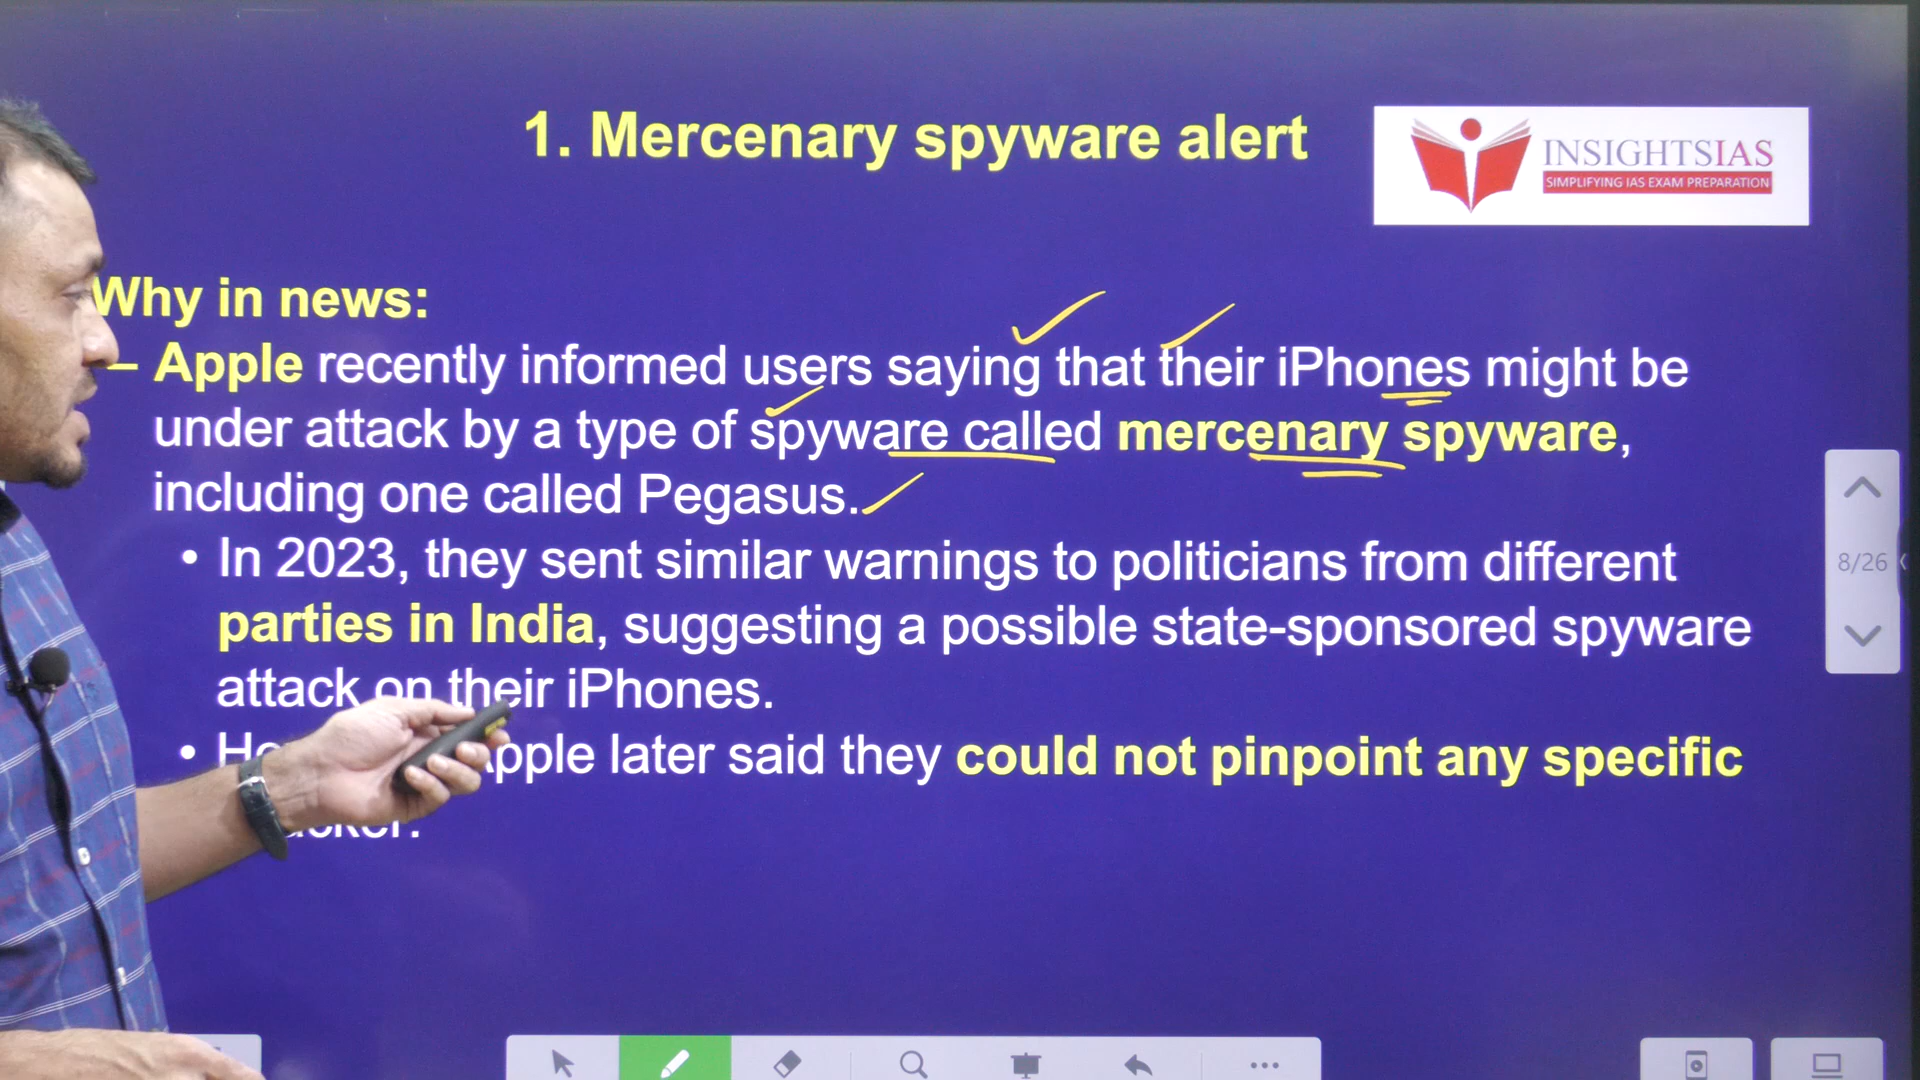 1. Mercenary spyware alert
INSIGHTSIAS
SIMPLIFYING IAS EXAM PREPARATION
Why in news:
– Apple recently informed users saying that their iPhones might be
under attack by a type of spyware called mercenary spyware,
including one called Pegasus.
• In 2023, they sent similar warnings to politicians from different
parties in India, suggesting a possible state-sponsored spyware
attack on their iPhones.
• Apple later said they could not pinpoint any specific
8/26